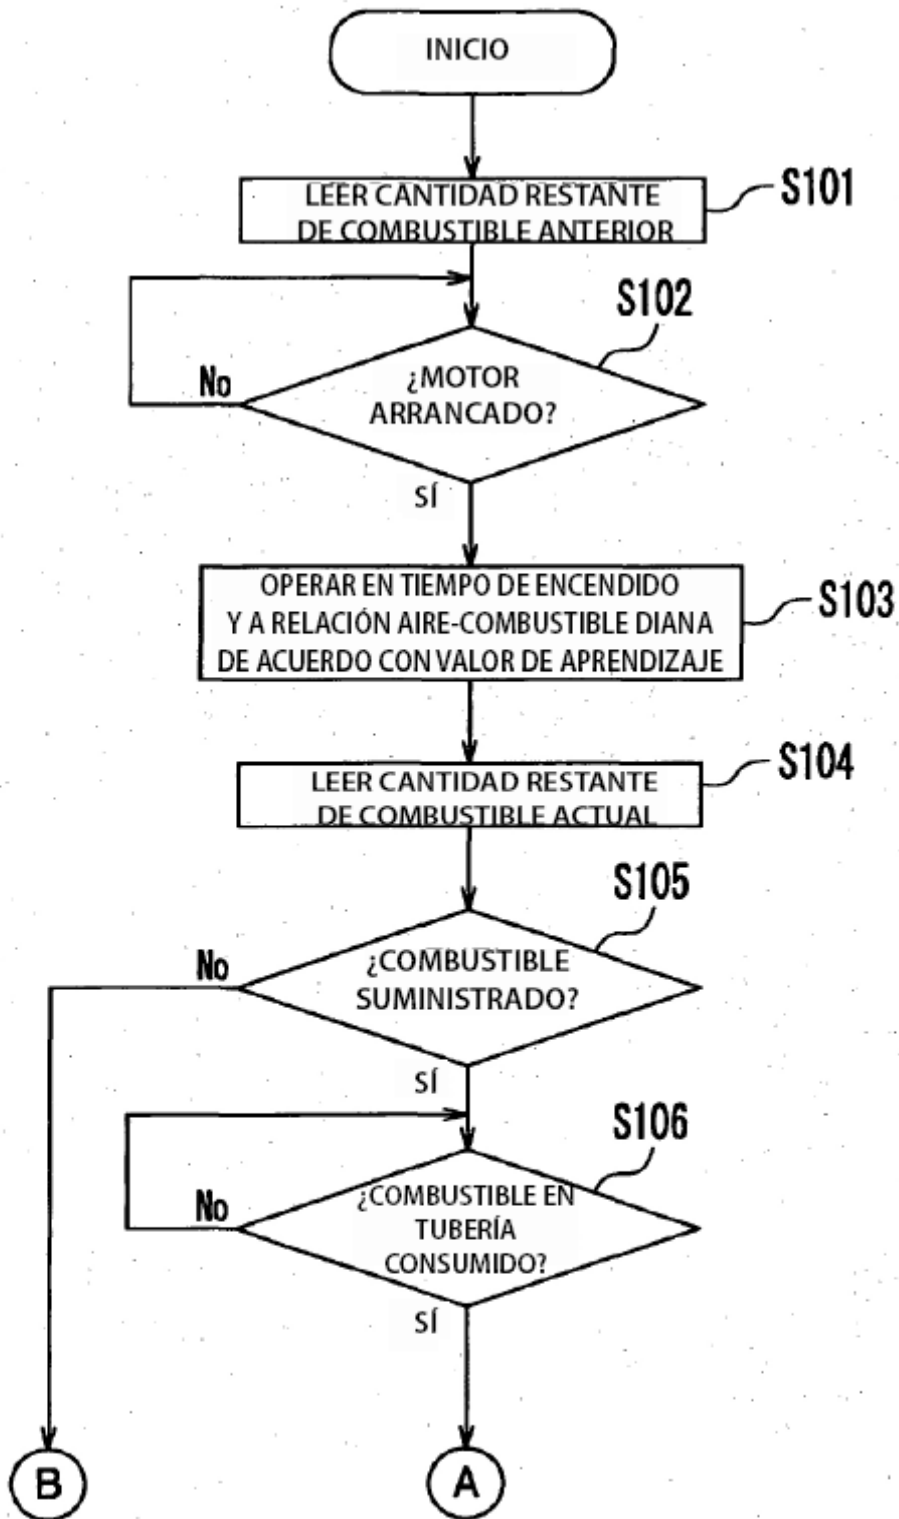 INICIO
LEER CANTIDAD RESTANTE
DE COMBUSTIBLE ANTERIOR
S101
S102
¿MOTOR
ARRANCADO?
No
SÍ
OPERAR EN TIEMPO DE ENCENDIDO
Y A RELACIÓN AIRE-COMBUSTIBLE DIANA
DE ACUERDO CON VALOR DE APRENDIZAJE
S103
LEER CANTIDAD RESTANTE
DE COMBUSTIBLE ACTUAL
S104
S105
¿COMBUSTIBLE
SUMINISTRADO?
No
SÍ
S106
¿COMBUSTIBLE EN
TUBERÍA
CONSUMIDO?
No
SÍ
B
A